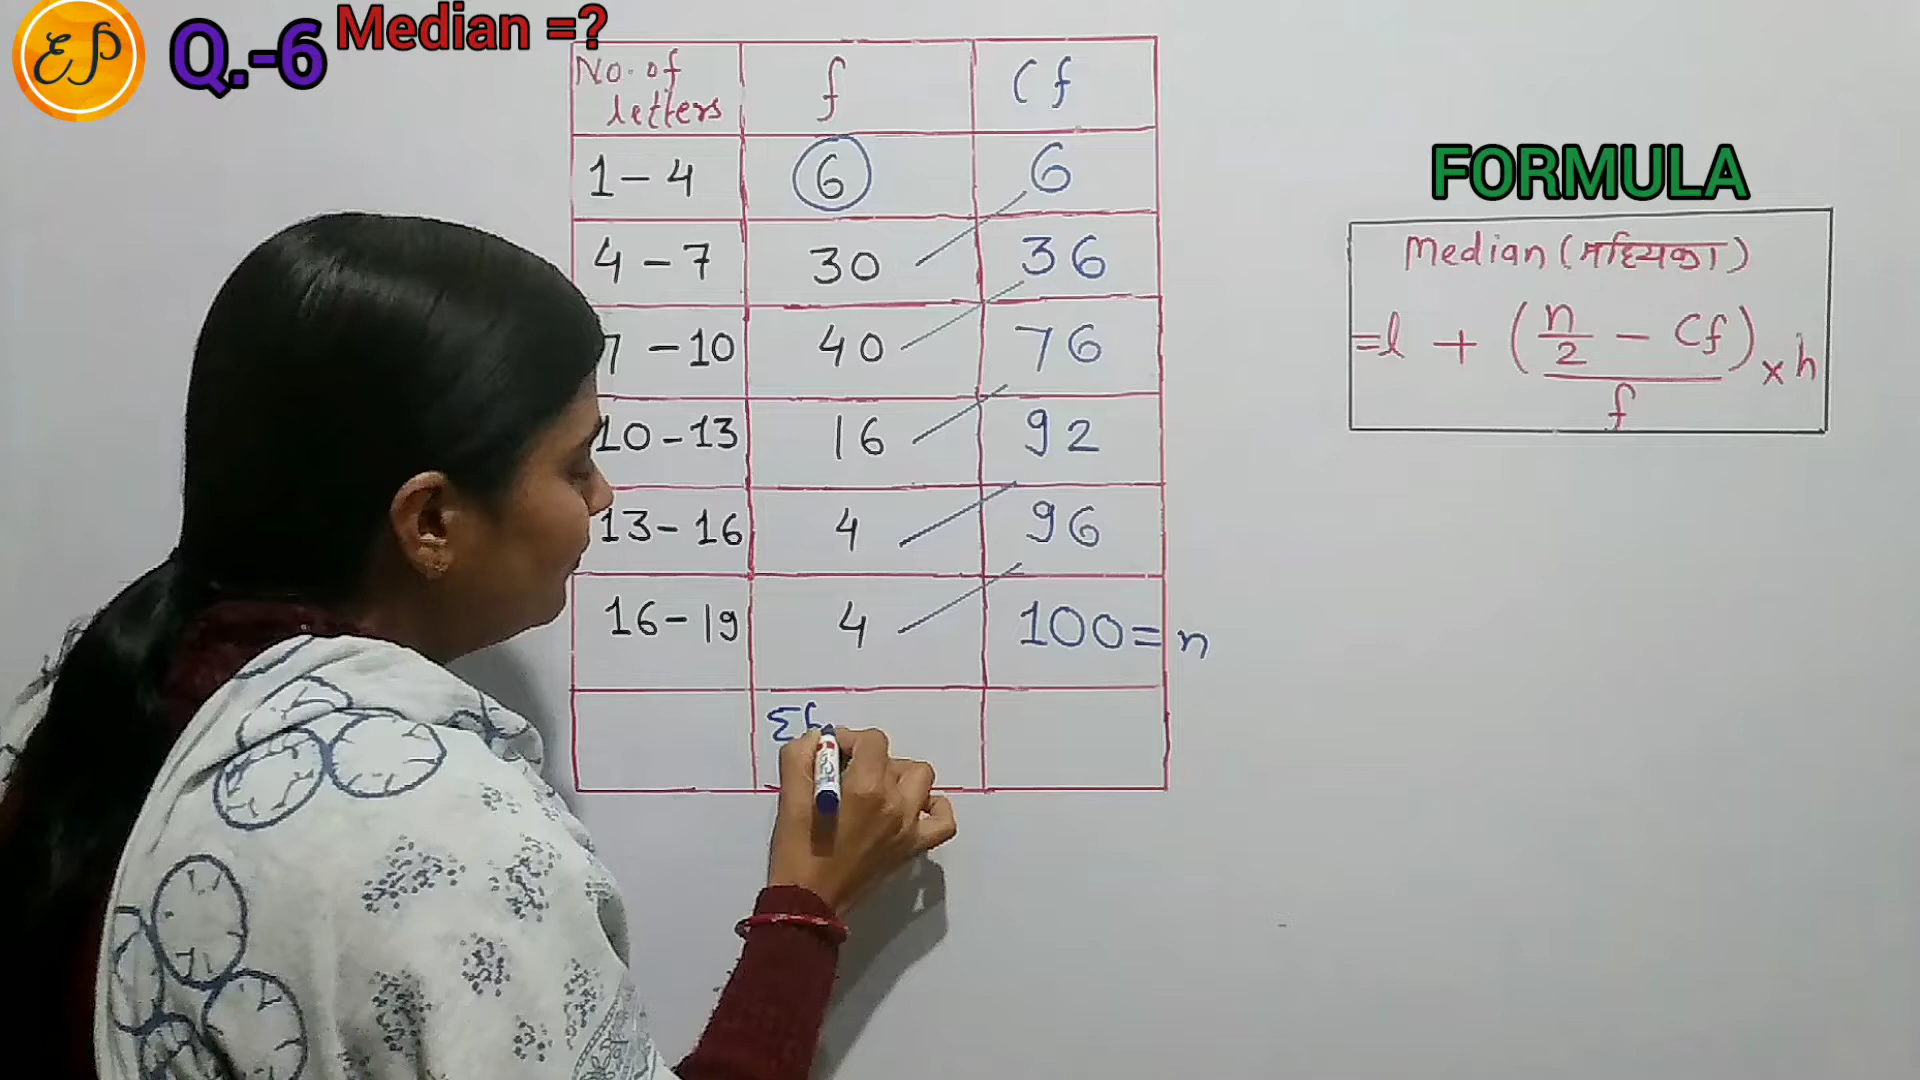 EP
Q.-6
Median =?
No. of letters | f | Cf
1-4 | 6 | 6
4-7 | 30 | 36
7-10 | 40 | 76
10-13 | 16 | 92
13-16 | 4 | 96
16-19 | 4 | 100=n
Σf
FORMULA
Median (माध्यिका)
=l + (n/2 - Cf)/f × h